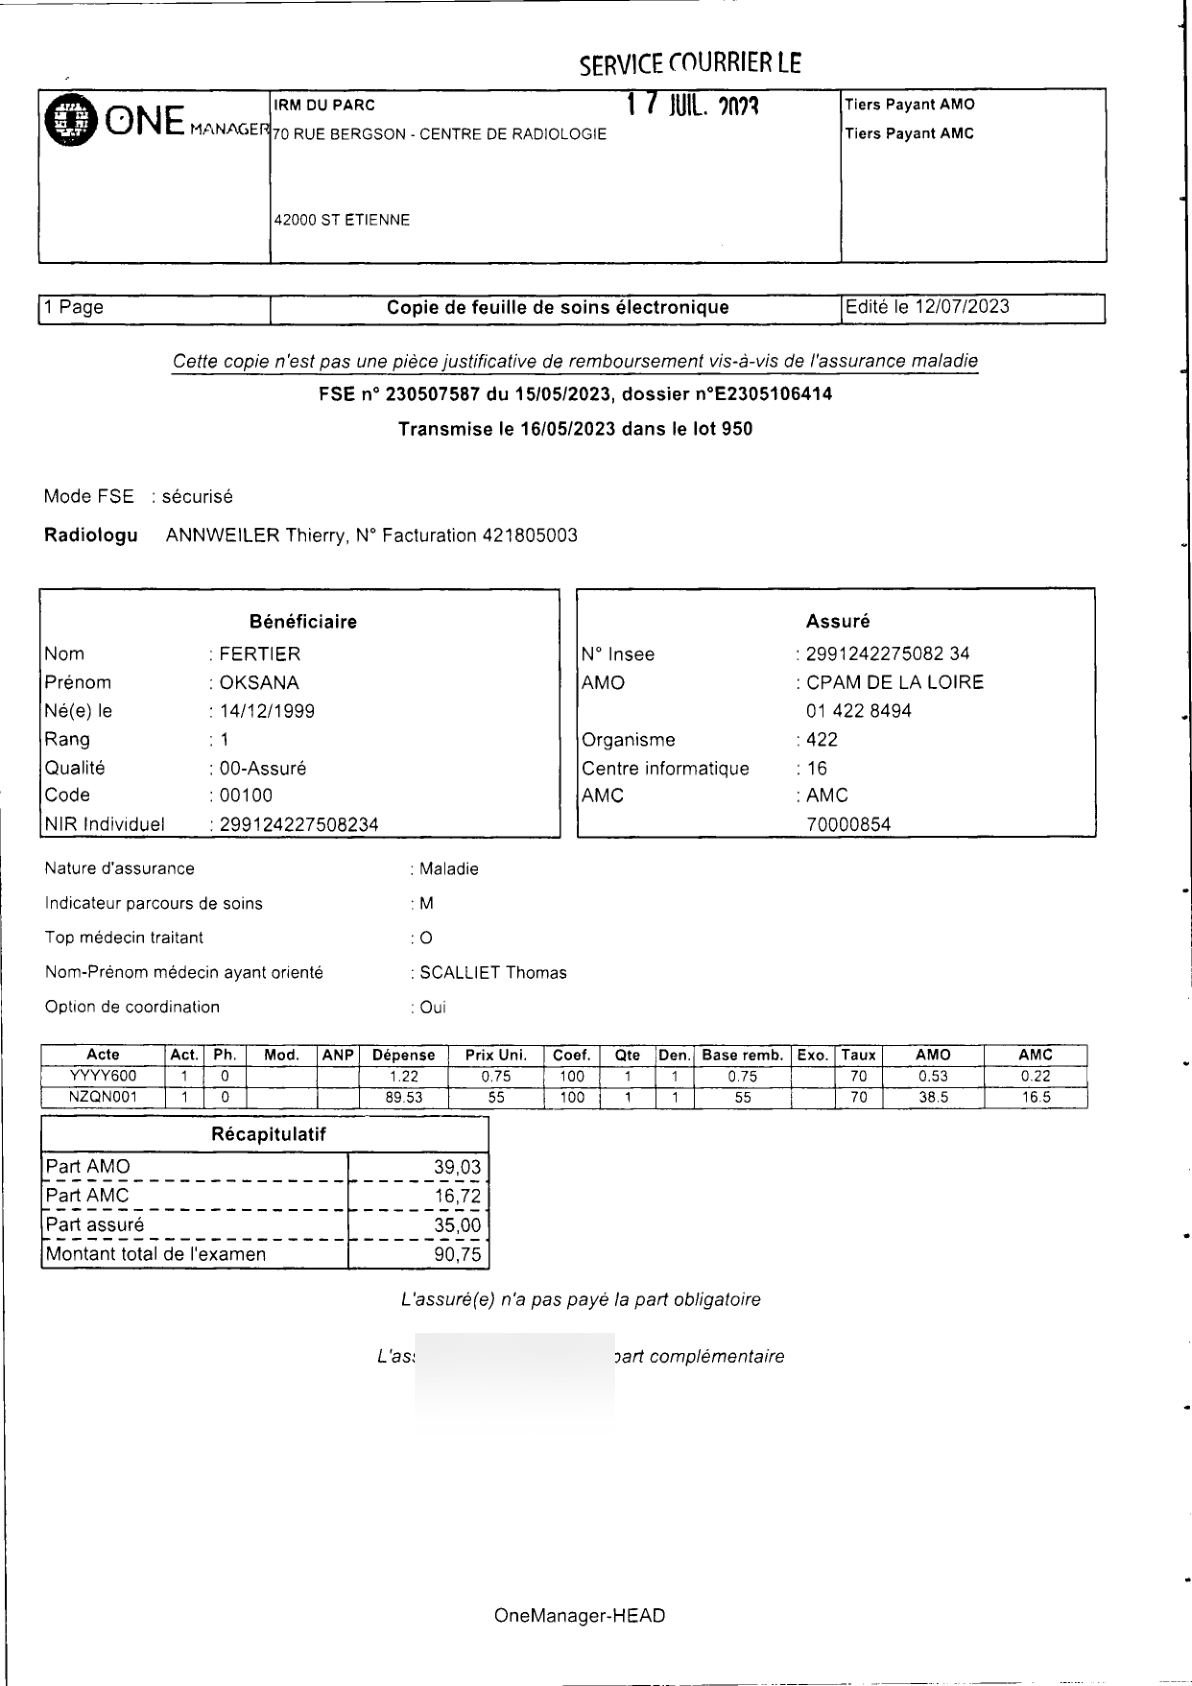 SERVICE COURRIER LE
17 JUIL. 2023
ONE MANAGER
IRM DU PARC
70 RUE BERGSON - CENTRE DE RADIOLOGIE
42000 ST ETIENNE
Tiers Payant AMO
Tiers Payant AMC
1 Page Copie de feuille de soins électronique Edité le 12/07/2023
Cette copie n'est pas une pièce justificative de remboursement vis-à-vis de l'assurance maladie
FSE n° 230507587 du 15/05/2023, dossier n°E2305106414
Transmise le 16/05/2023 dans le lot 950
Mode FSE : sécurisé
Radiologu ANNWEILER Thierry, N° Facturation 421805003
Bénéficiaire
Nom : FERTIER
Prénom : OKSANA
Né(e) le : 14/12/1999
Rang : 1
Qualité : 00-Assuré
Code : 00100
NIR Individuel : 299124227508234
Assuré
N° Insee : 2991242275082 34
AMO : CPAM DE LA LOIRE
01 422 8494
Organisme : 422
Centre informatique : 16
AMC : AMC
70000854
Nature d'assurance : Maladie
Indicateur parcours de soins : M
Top médecin traitant : O
Nom-Prénom médecin ayant orienté : SCALLIET Thomas
Option de coordination : Oui
Acte Act. Ph. Mod. ANP Dépense Prix Uni. Coef. Qte Den. Base remb. Exo. Taux AMO AMC
YYYY600 1 0 1.22 0.75 100 1 1 0.75 70 0.53 0.22
NZQN001 1 0 89.53 55 100 1 1 55 70 38.5 16.5
Récapitulatif
Part AMO 39,03
Part AMC 16,72
Part assuré 35,00
Montant total de l'examen 90,75
L'assuré(e) n'a pas payé la part obligatoire
complémentaire
OneManager-HEAD